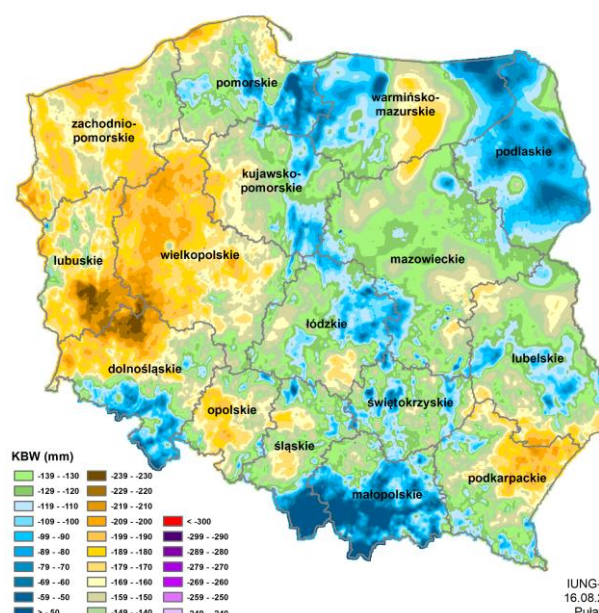 pomorskie
warmińsko-
mazurskie
zachodnio-
pomorskie
podlaskie
kujawsko-
pomorskie
lubuskie
wielkopolskie
mazowieckie
łódzkie
dolnośląskie
lubelskie
opolskie
świętokrzyskie
śląskie
podkarpackie
małopolskie
KBW (mm)
-139 - -130
-129 - -120
-119 - -110
-109 - -100
-99 - -90
-89 - -80
-79 - -70
-69 - -60
-59 - -50
-239 - -230
-229 - -220
-219 - -210
-209 - -200
-199 - -190
-189 - -180
-179 - -170
-169 - -160
-159 - -150
-149 - -140
< -300
-299 - -290
-289 - -280
-279 - -270
-269 - -260
-259 - -250
IUNG-
16.08.2